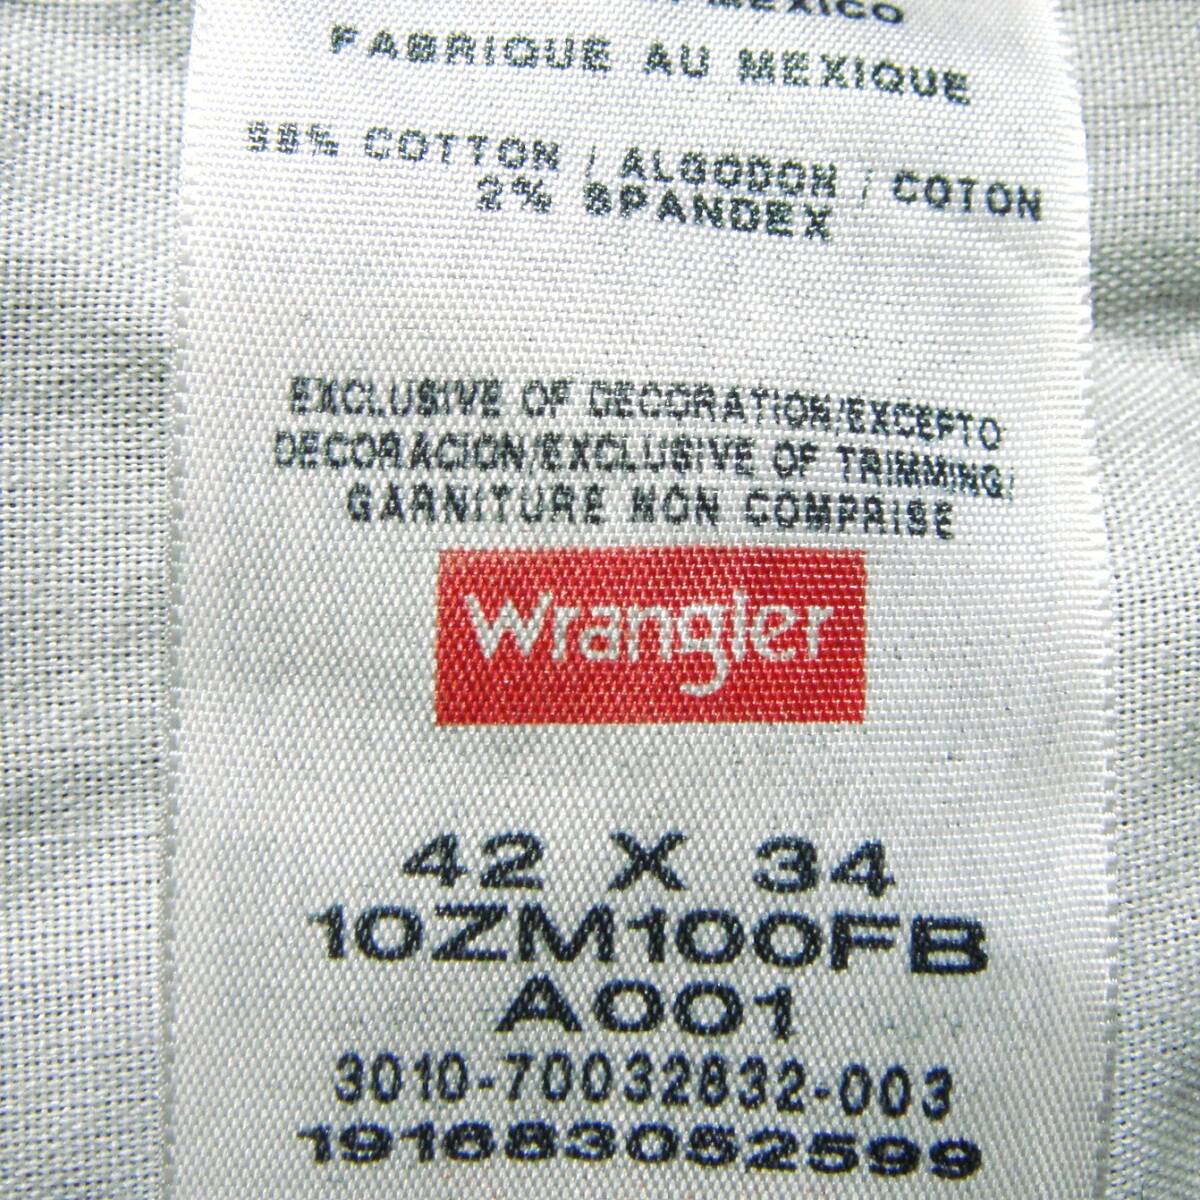 MEXICO
FABRIQUE AU MEXIQUE
98% COTTON / ALGODON / COTON
2% SPANDEX
EXCLUSIVE OF DECORATION/EXCEPTO
DECORACION/EXCLUSIVE OF TRIMMING/
GARNITURE NON COMPRISE
Wrangler
42 X 34
10ZM100FB
A001
3010-70032832-003
191683052599